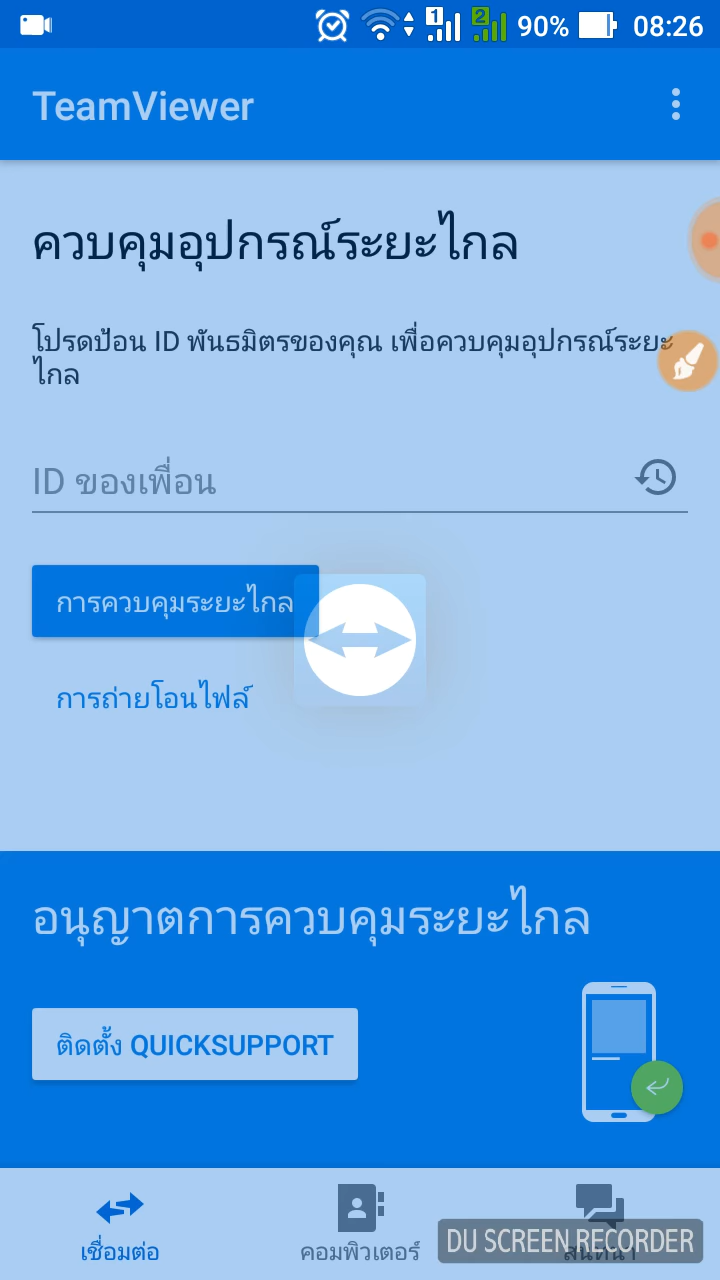 1 2 90% 08:26
TeamViewer
ควบคุมอุปกรณ์ระยะไกล
โปรดป้อน ID พันธมิตรของคุณ เพื่อควบคุมอุปกรณ์ระยะ
ไกล
ID ของเพื่อน
การควบคุมระยะไกล
การถ่ายโอนไฟล์
อนุญาตการควบคุมระยะไกล
ติดตั้ง QUICKSUPPORT
เชื่อมต่อ
คอมพิวเตอร์
สนทนา
DU SCREEN RECORDER